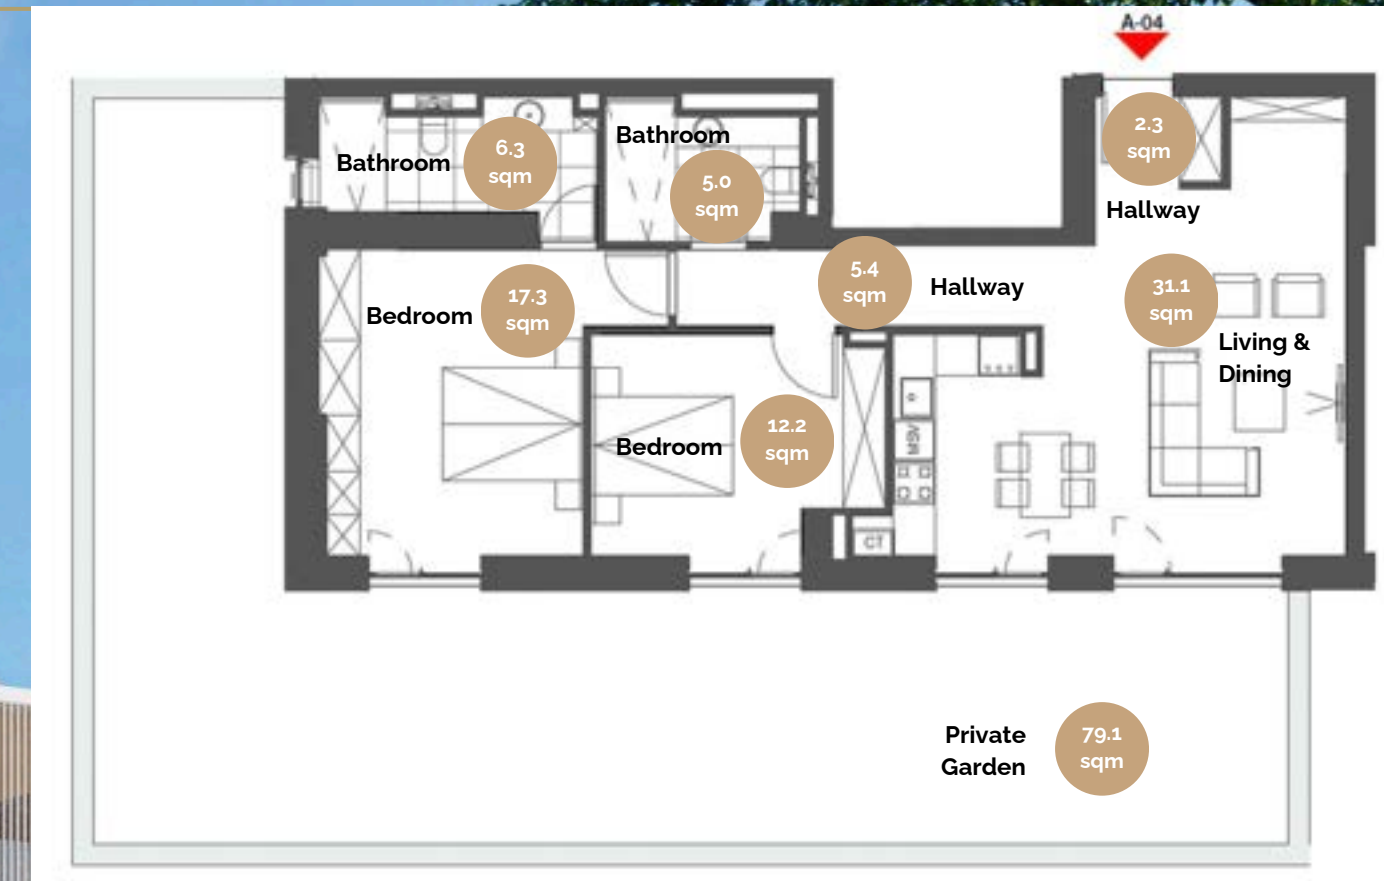 A-04
2.3
sqm
Hallway
Bathroom
6.3
sqm
Bathroom
5.0
sqm
5.4
sqm
Hallway
31.1
sqm
Living &
Dining
Bedroom
17.3
sqm
Bedroom
12.2
sqm
MSV
CT
Private
Garden
79.1
sqm